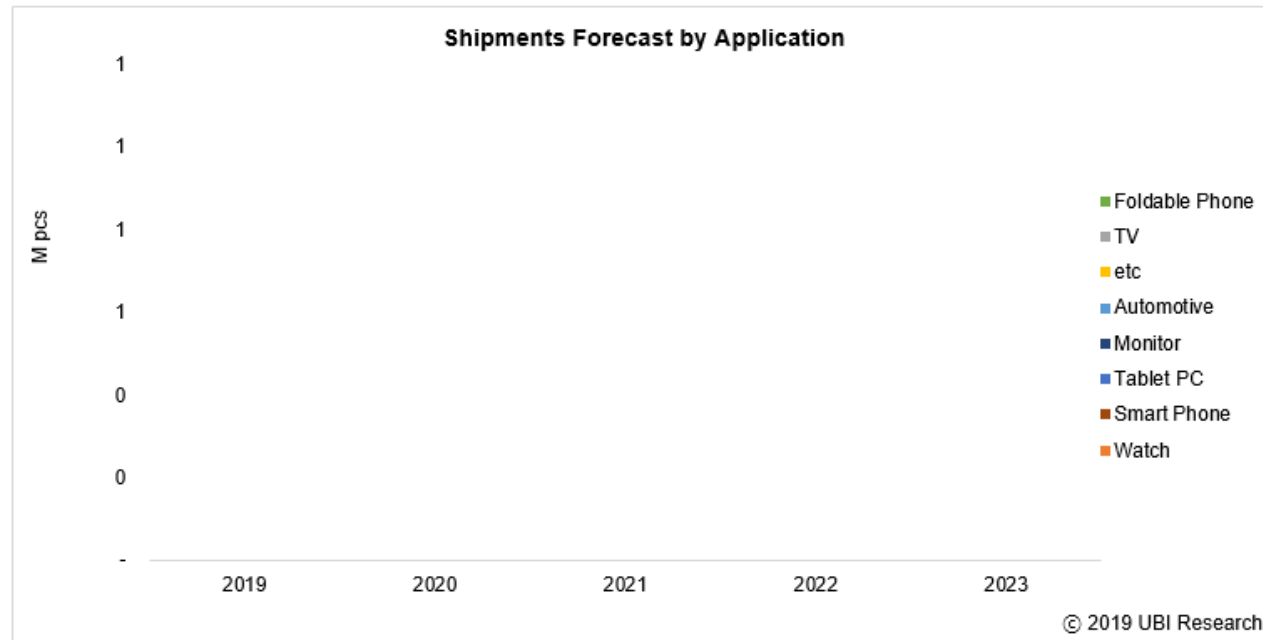 Shipments Forecast by Application
1
1
1
1
0
0
-
M pcs
2019 2020 2021 2022 2023
Foldable Phone
TV
etc
Automotive
Monitor
Tablet PC
Smart Phone
Watch
© 2019 UBI Research